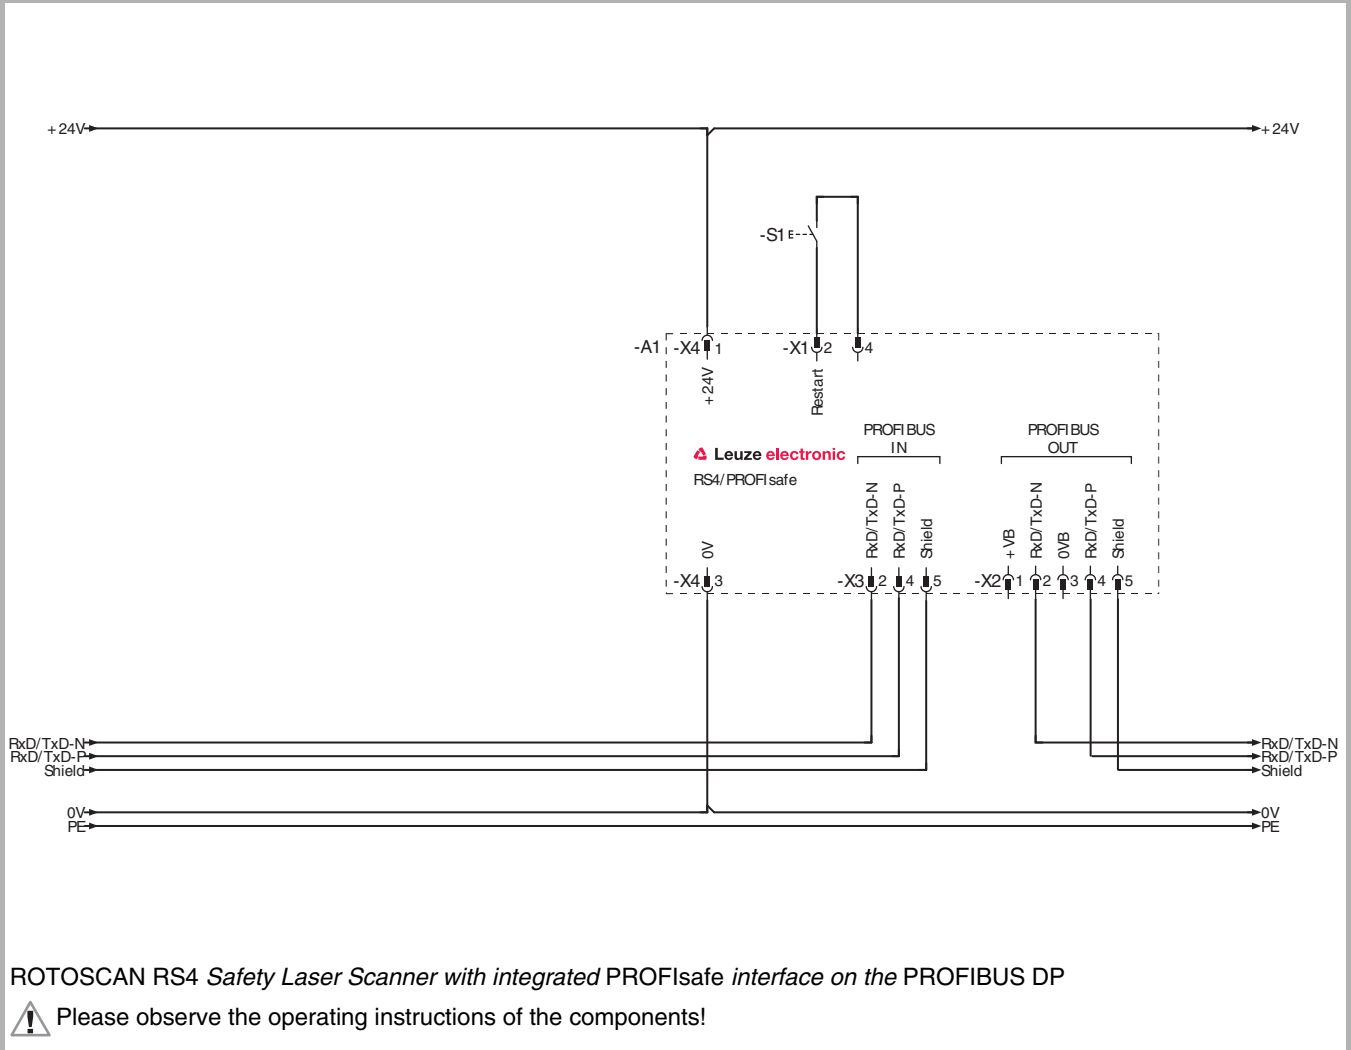 +24V +24V
-S1
-A1 -X4 1 -X1 2 4
+24V Restart
PROFIBUS IN PROFIBUS OUT
Leuze electronic
RS4/PROFIsafe
0V RxD/TxD-N RxD/TxD-P Shield +VB RxD/TxD-N 0VB RxD/TxD-P Shield
-X4 3 -X3 2 4 5 -X2 1 2 3 4 5
RxD/TxD-N RxD/TxD-N
RxD/TxD-P RxD/TxD-P
Shield Shield
0V 0V
PE PE
ROTOSCAN RS4 Safety Laser Scanner with integrated PROFIsafe interface on the PROFIBUS DP
Please observe the operating instructions of the components!